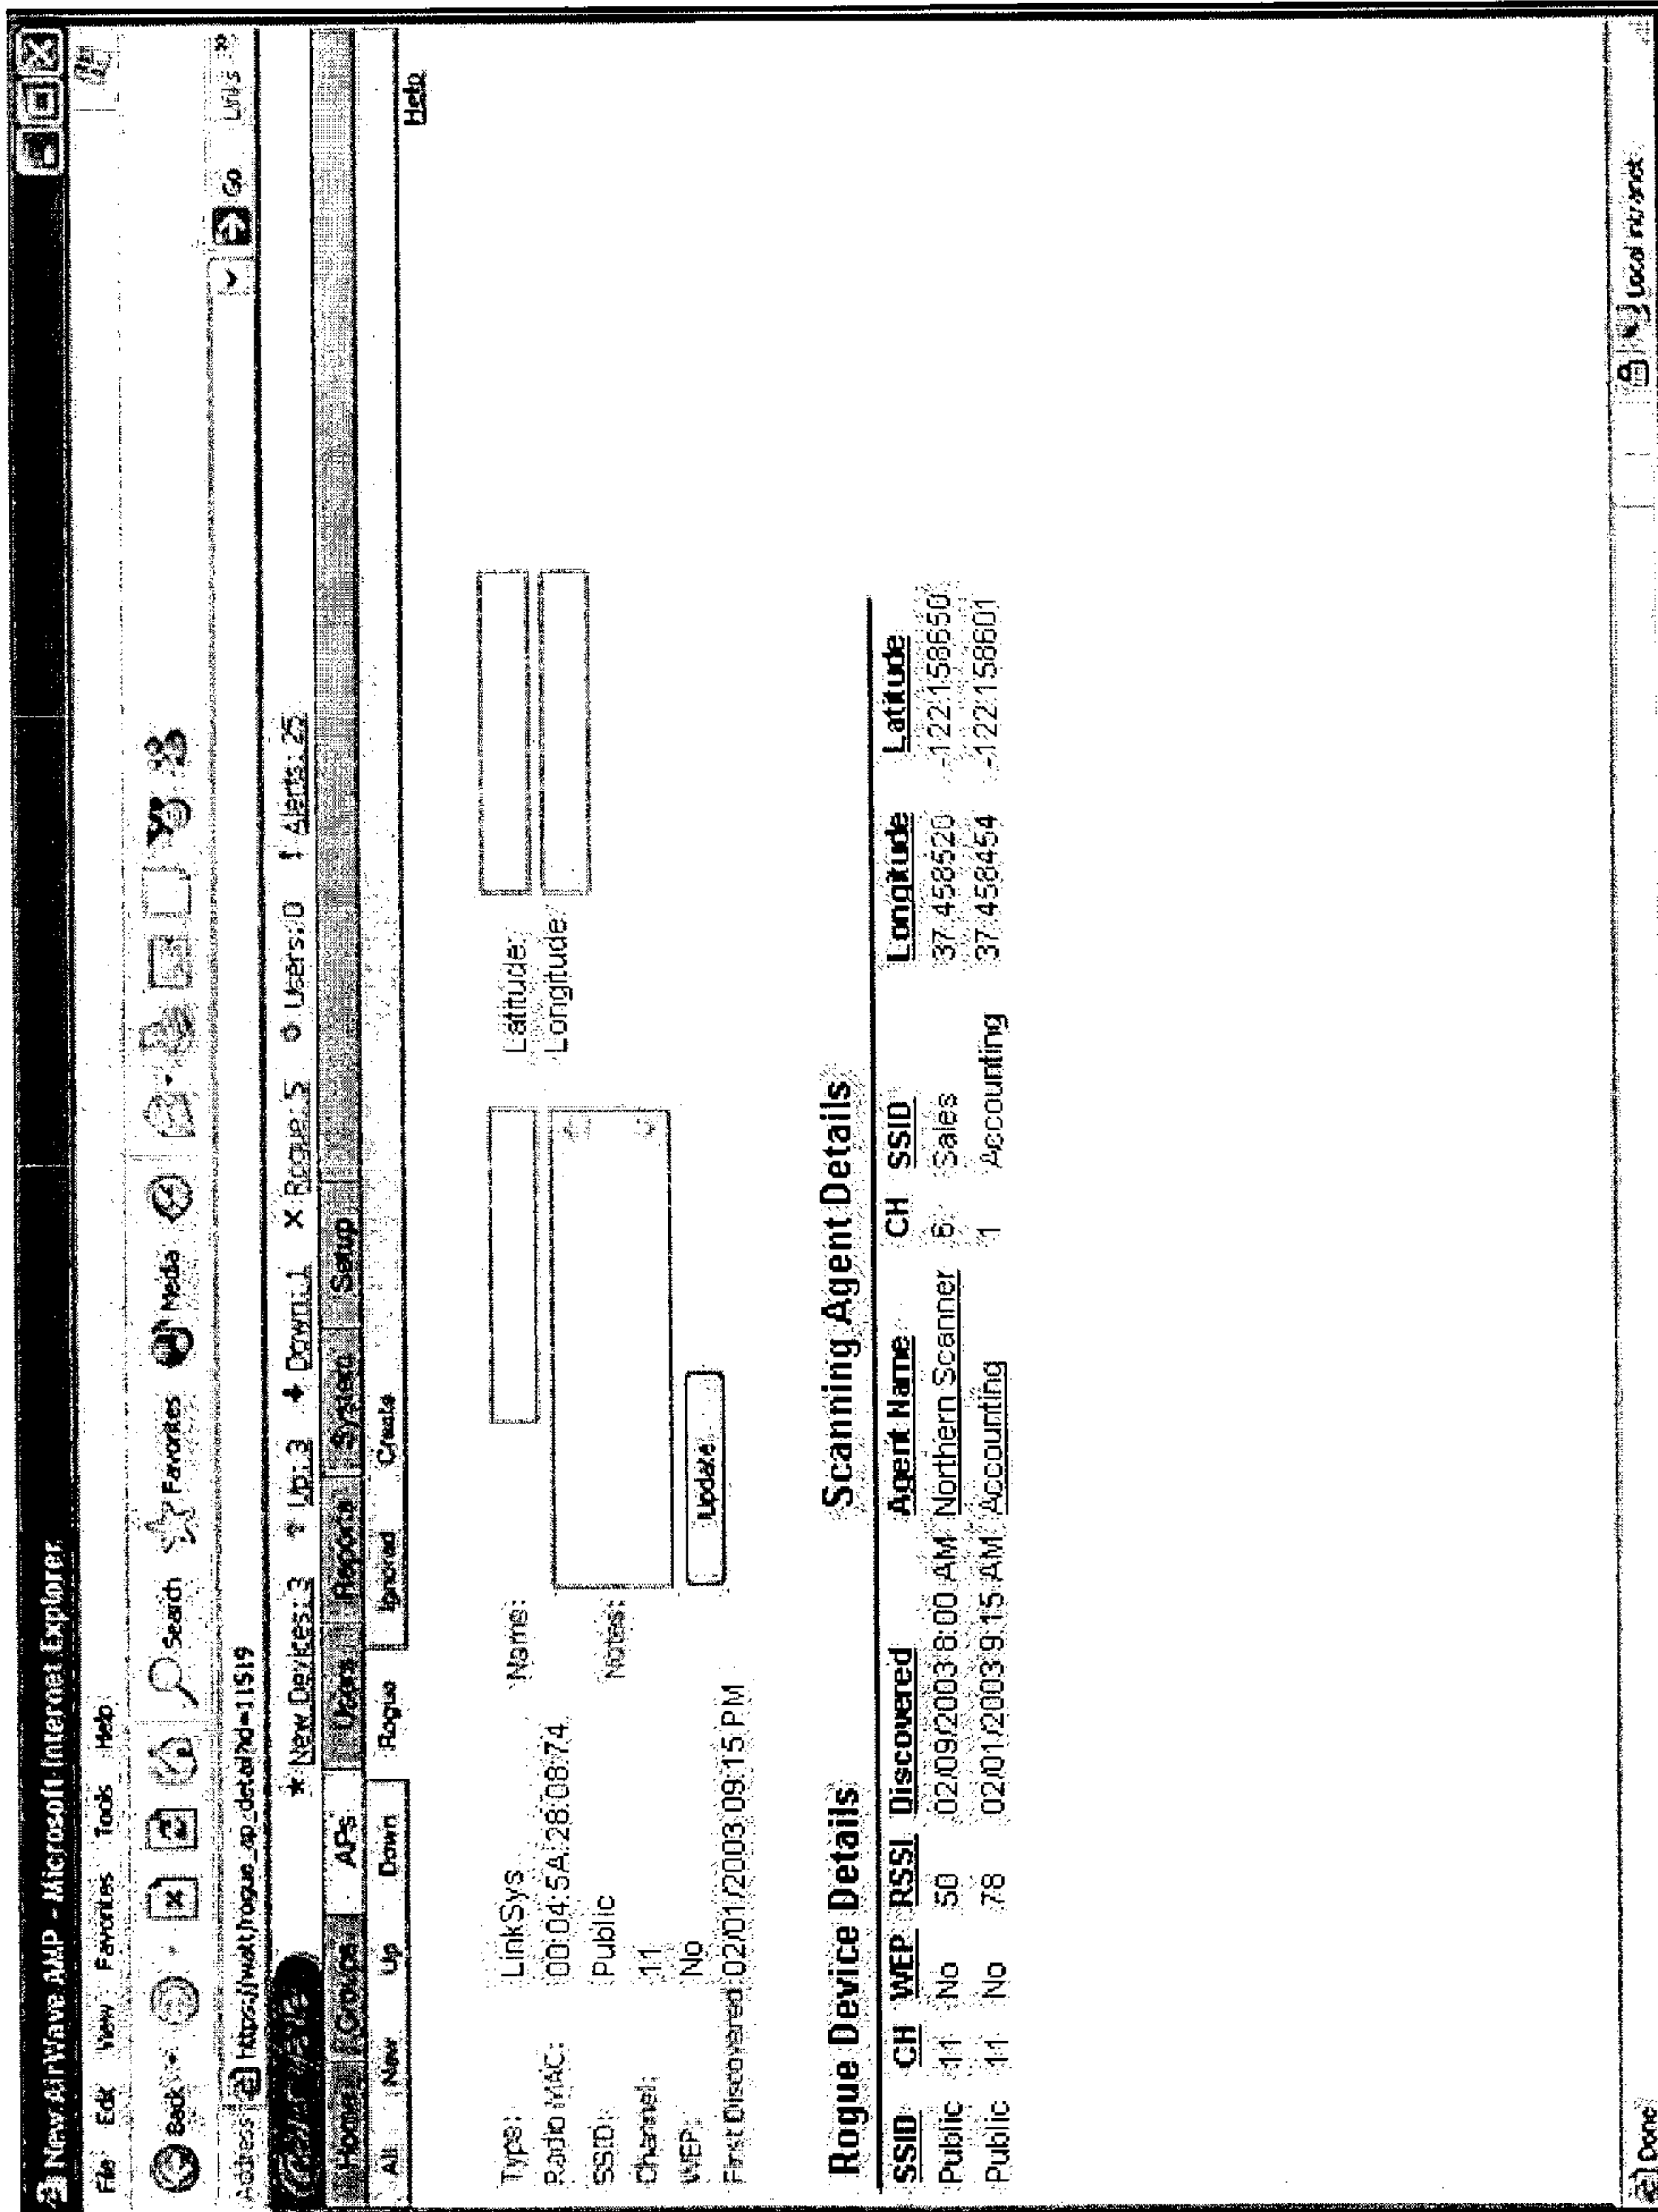 New AirWave AMP - Microsoft Internet Explorer
File Edit View Favorites Tools Help
Back Search Favorites Media
Address https://watt/rogue_ap_detail?id=11519 Go Links »
AIRWAVE ★ New Devices: 3 Up: 3 Down: 1 X Rogue: 5 Users: 0 ! Alerts: 25
Home Groups APs Users Reports System Setup
All New Up Down Rogue Ignored Create
Help
Type: LinkSys Name: Latitude:
Radio MAC: 00:04:5A:28:08:74 Longitude:
SSID: Public Notes:
Channel: 11
WEP: No Update
First Discovered: 02/01/2003 09:15 PM
Rogue Device Details Scanning Agent Details
SSID CH WEP RSSI Discovered Agent Name CH SSID Longitude Latitude
Public 11 No 50 02/09/2003 8:00 AM Northern Scanner 6 Sales 37.458520 -122.158650
Public 11 No 78 02/01/2003 9:15 AM Accounting 1 Accounting 37.458454 -122.158601
Done Local intranet